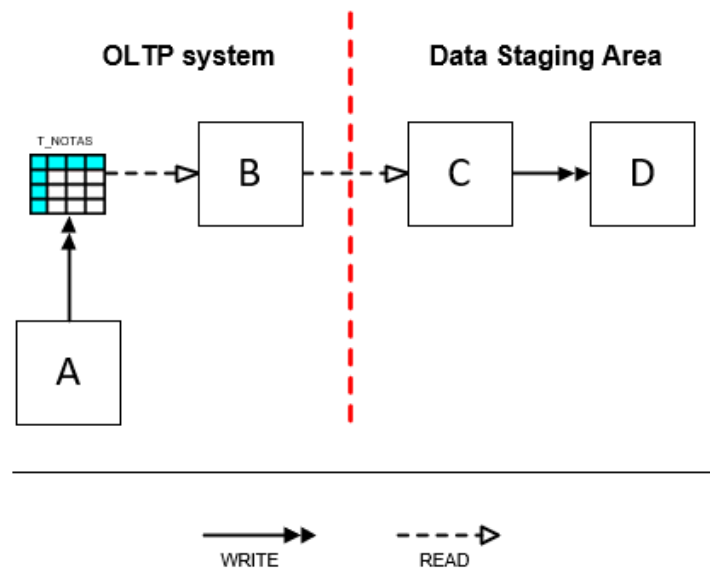 OLTP system
Data Staging Area
T_NOTAS
B
C
D
A
WRITE
READ